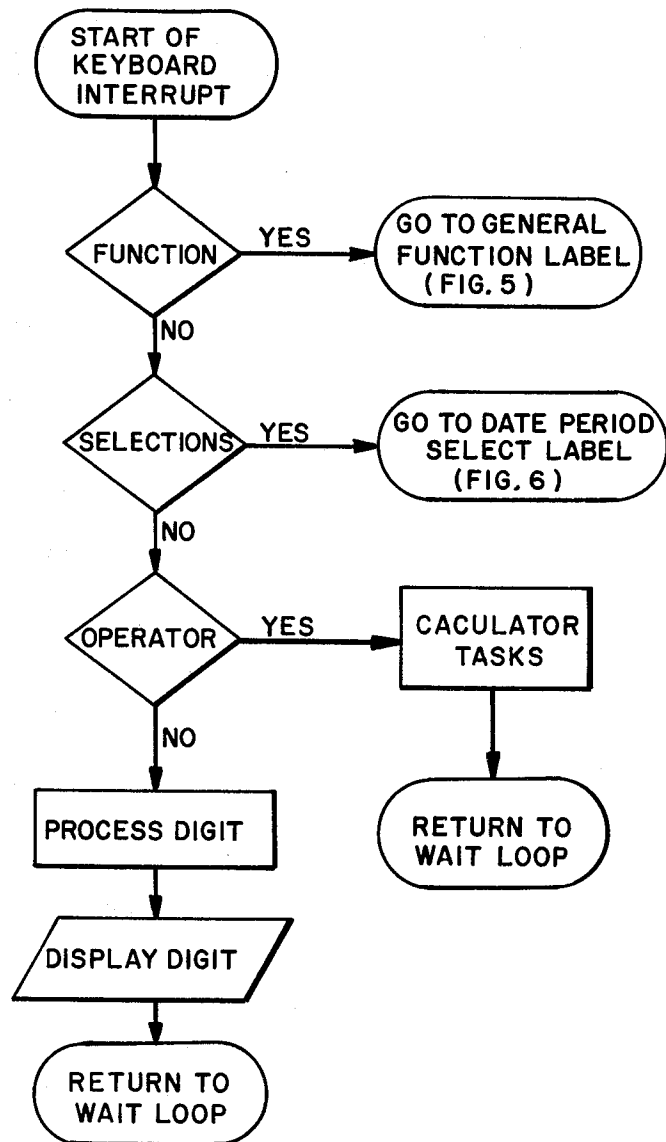 START OF
KEYBOARD
INTERRUPT
FUNCTION
YES
GO TO GENERAL
FUNCTION LABEL
(FIG. 5)
NO
SELECTIONS
YES
GO TO DATE PERIOD
SELECT LABEL
(FIG. 6)
NO
OPERATOR
YES
CACULATOR
TASKS
NO
PROCESS DIGIT
RETURN TO
WAIT LOOP
DISPLAY DIGIT
RETURN TO
WAIT LOOP